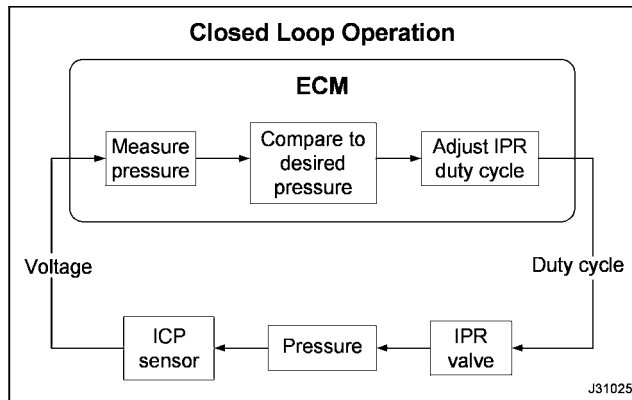 Closed Loop Operation
ECM
Measure
pressure
Compare to
desired
pressure
Adjust IPR
duty cycle
Voltage
Duty cycle
ICP
sensor
Pressure
IPR
valve
J31025